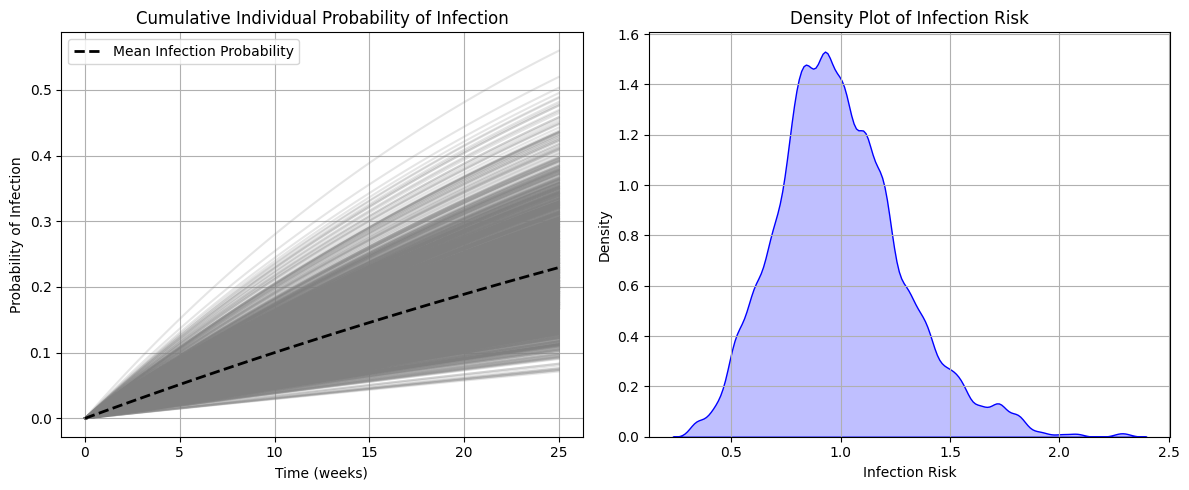 Cumulative Individual Probability of Infection
Mean Infection Probability
Probability of Infection
0.5
0.4
0.3
0.2
0.1
0.0
0 5 10 15 20 25
Time (weeks)
Density Plot of Infection Risk
Density
1.6
1.4
1.2
1.0
0.8
0.6
0.4
0.2
0.0
0.5 1.0 1.5 2.0 2.5
Infection Risk